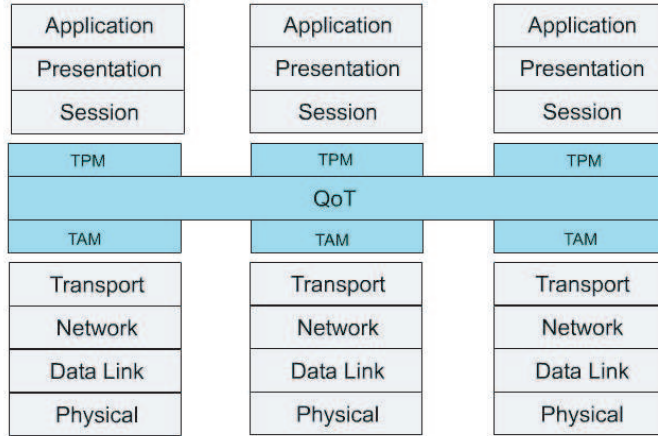 Application Application Application
Presentation Presentation Presentation
Session Session Session
TPM TPM TPM
QoT
TAM TAM TAM
Transport Transport Transport
Network Network Network
Data Link Data Link Data Link
Physical Physical Physical